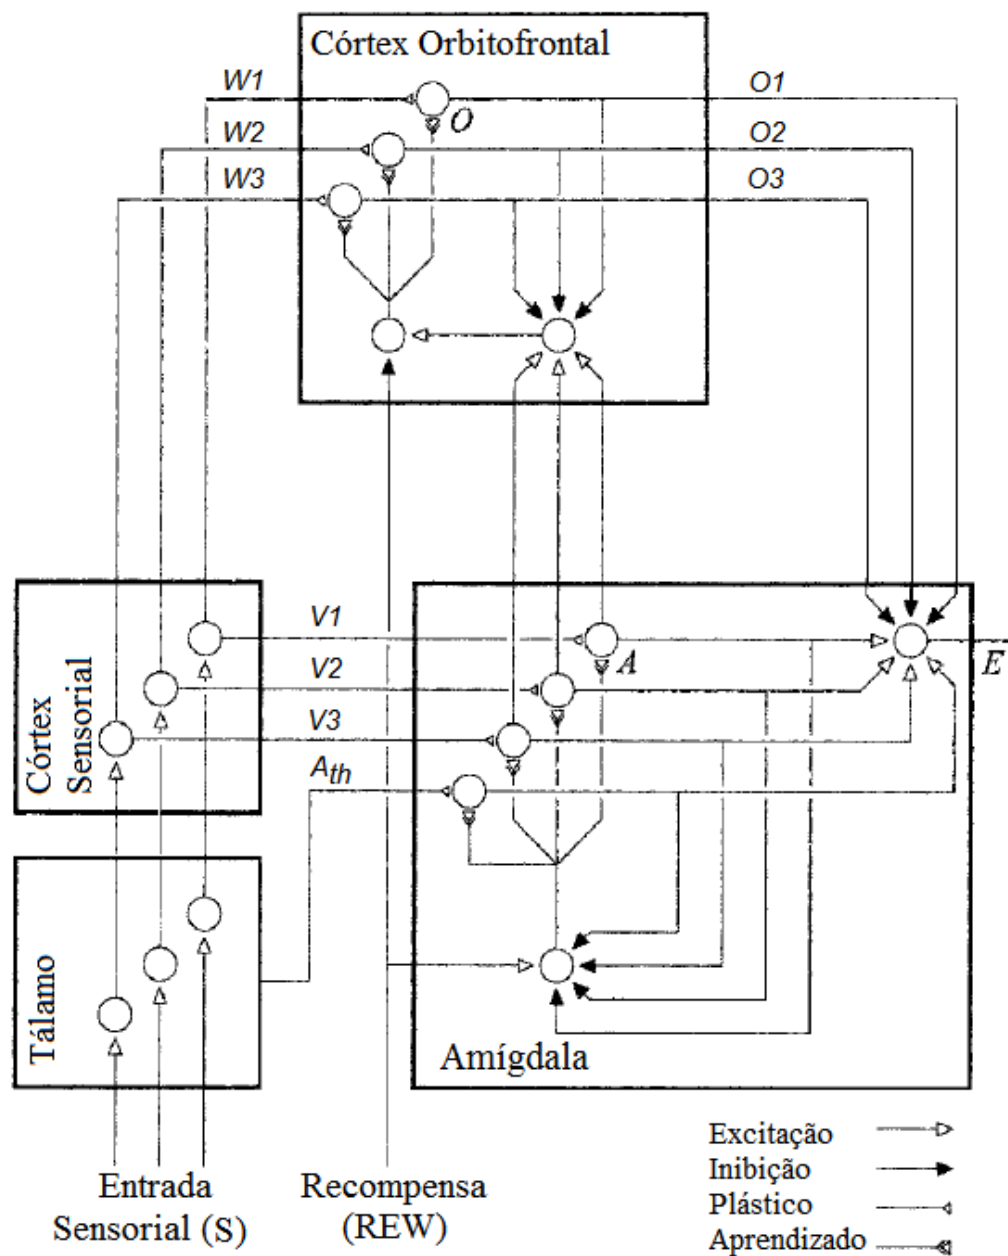 Córtex Orbitofrontal
W1
O1
O
W2
O2
W3
O3
V1
A
E
V2
V3
A_th
Córtex
Sensorial
Tálamo
Amígdala
Entrada
Sensorial (S)
Recompensa
(REW)
Excitação
Inibição
Plástico
Aprendizado